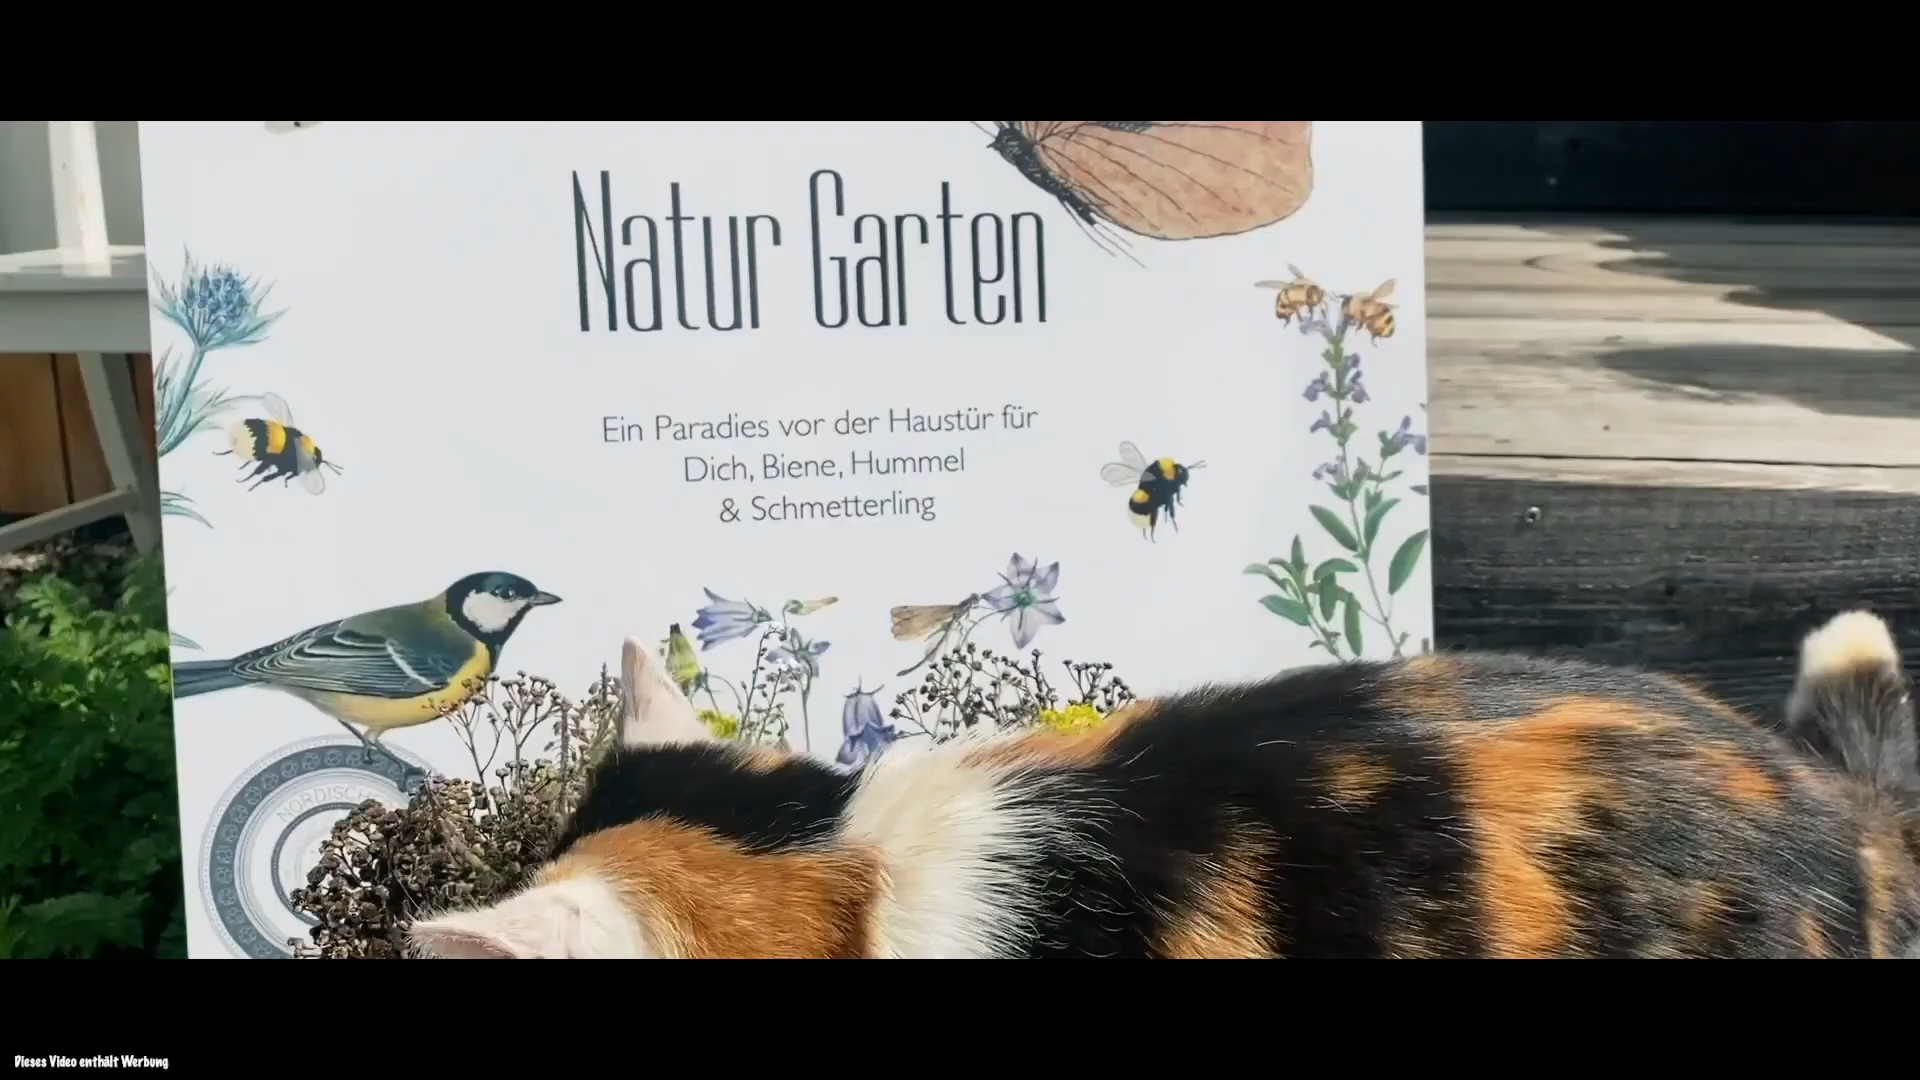 Natur Garten
Ein Paradies vor der Haustür für
Dich, Biene, Hummel
& Schmetterling
Dieses Video enthält Werbung